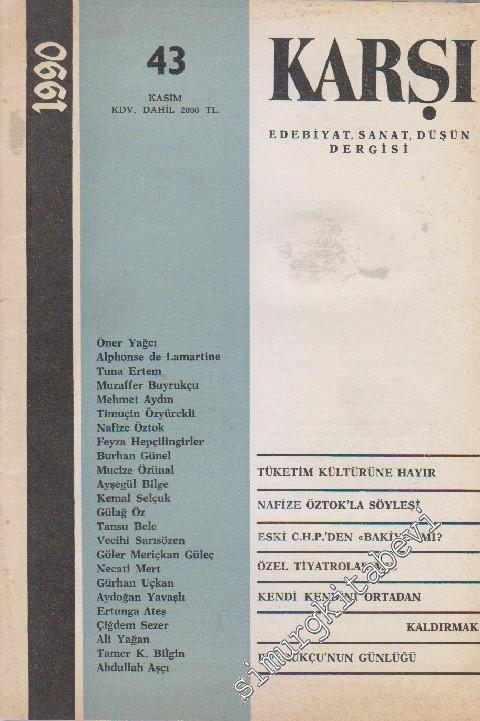 1990
43
KASIM
KDV. DAHİL 2000 TL.
KARŞI
EDEBİYAT, SANAT, DÜŞÜN
DERGİSİ
Öner Yağcı
Alphonse de Lamartine
Tuna Ertem
Muzaffer Buyrukçu
Mehmet Aydın
Timuçin Özyürekli
Nafize Öztok
Feyza Hepçilingirler
Burhan Günel
Mucize Özünal
Ayşegül Bilge
Kemal Selçuk
Gülağ Öz
Tansu Bele
Vecihi Sarısözen
Güler Meriçkan Güleç
Necati Mert
Gürhan Uçkan
Aydoğan Yavaşlı
Ertunga Ateş
Çiğdem Sezer
Ali Yağan
Tamer K. Bilgin
Abdullah Aşçı
TÜKETİM KÜLTÜRÜNE HAYIR
NAFİZE ÖZTOK'LA SÖYLEŞİ
ESKİ C.H.P.'DEN MI?
ÖZEL
KENDİ ORTADAN
KALDIRMAK
GÜNLÜĞÜ
simurgkitabevi